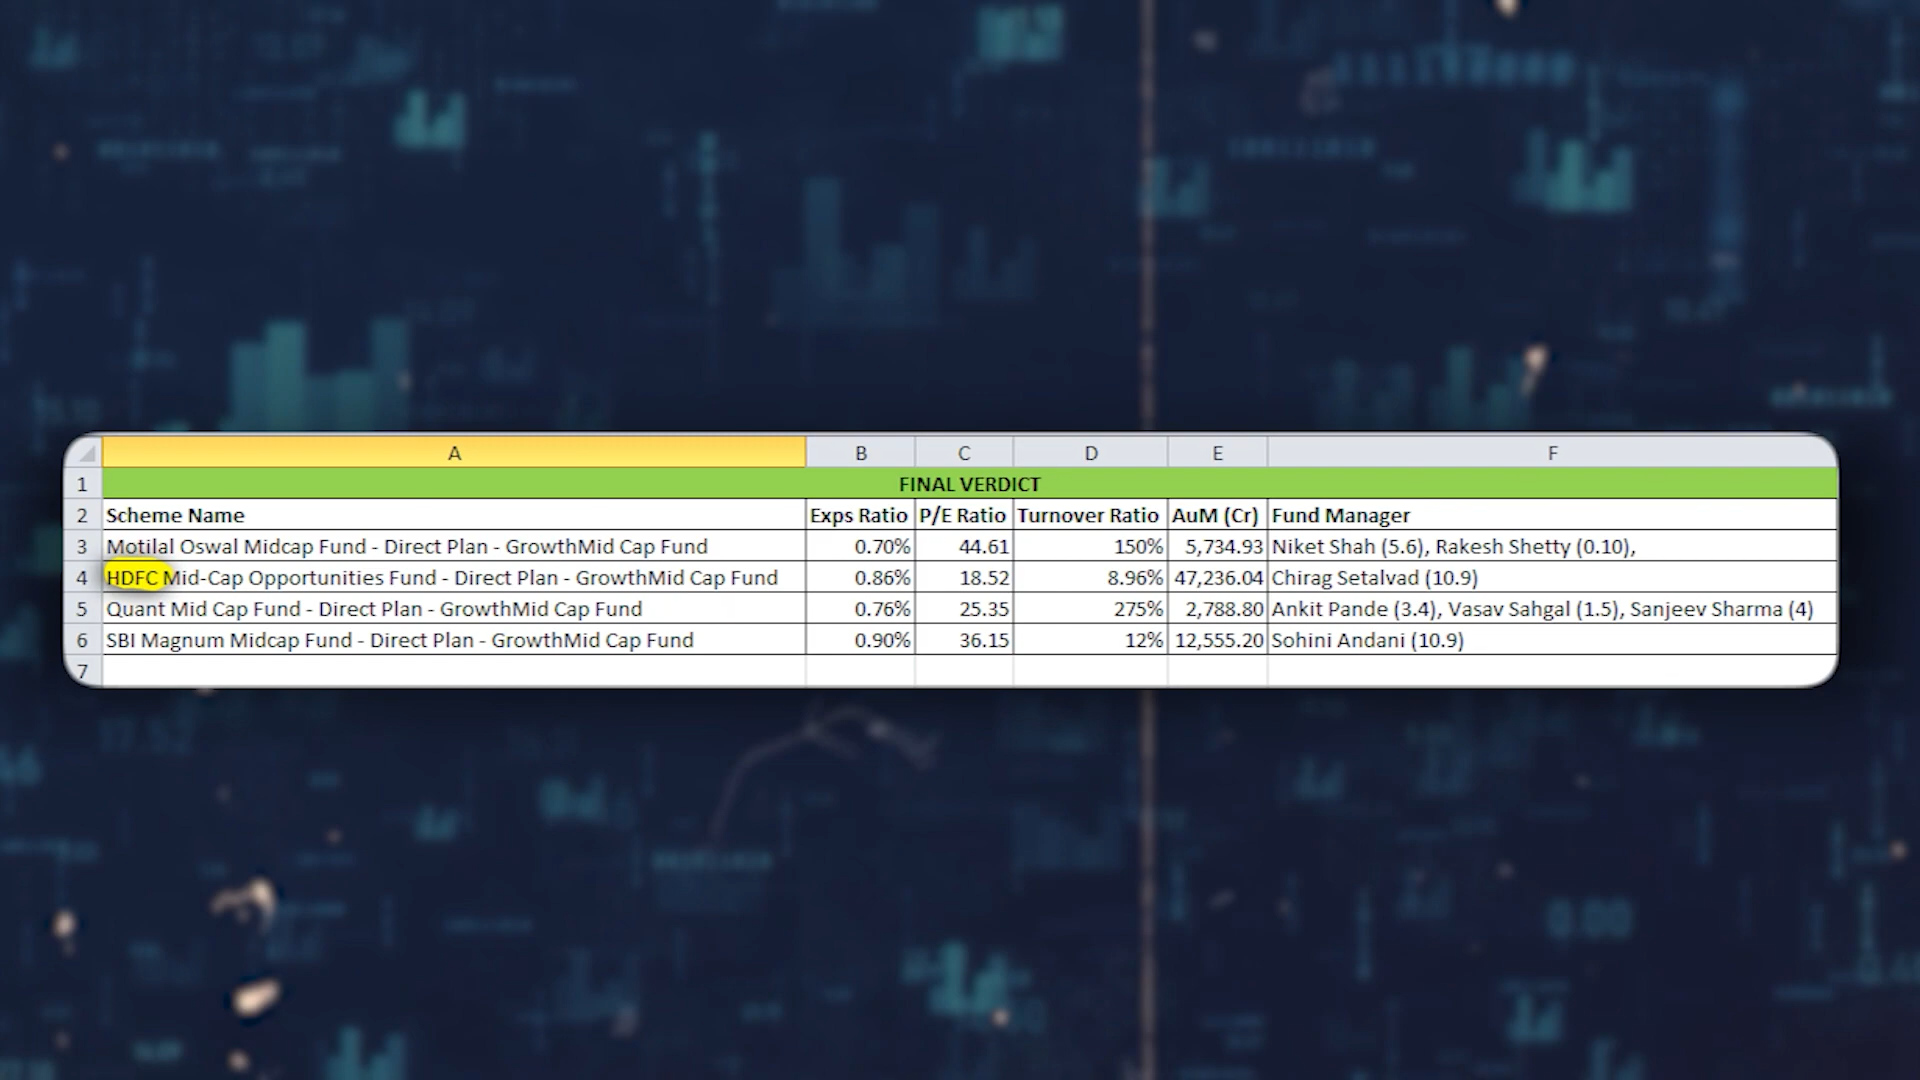 A B C D E F
1 FINAL VERDICT
2 Scheme Name Exps Ratio P/E Ratio Turnover Ratio AuM (Cr) Fund Manager
3 Motilal Oswal Midcap Fund - Direct Plan - GrowthMid Cap Fund 0.70% 44.61 150% 5,734.93 Niket Shah (5.6), Rakesh Shetty (0.10),
4 HDFC Mid-Cap Opportunities Fund - Direct Plan - GrowthMid Cap Fund 0.86% 18.52 8.96% 47,236.04 Chirag Setalvad (10.9)
5 Quant Mid Cap Fund - Direct Plan - GrowthMid Cap Fund 0.76% 25.35 275% 2,788.80 Ankit Pande (3.4), Vasav Sahgal (1.5), Sanjeev Sharma (4)
6 SBI Magnum Midcap Fund - Direct Plan - GrowthMid Cap Fund 0.90% 36.15 12% 12,555.20 Sohini Andani (10.9)
7
17.52
0.00